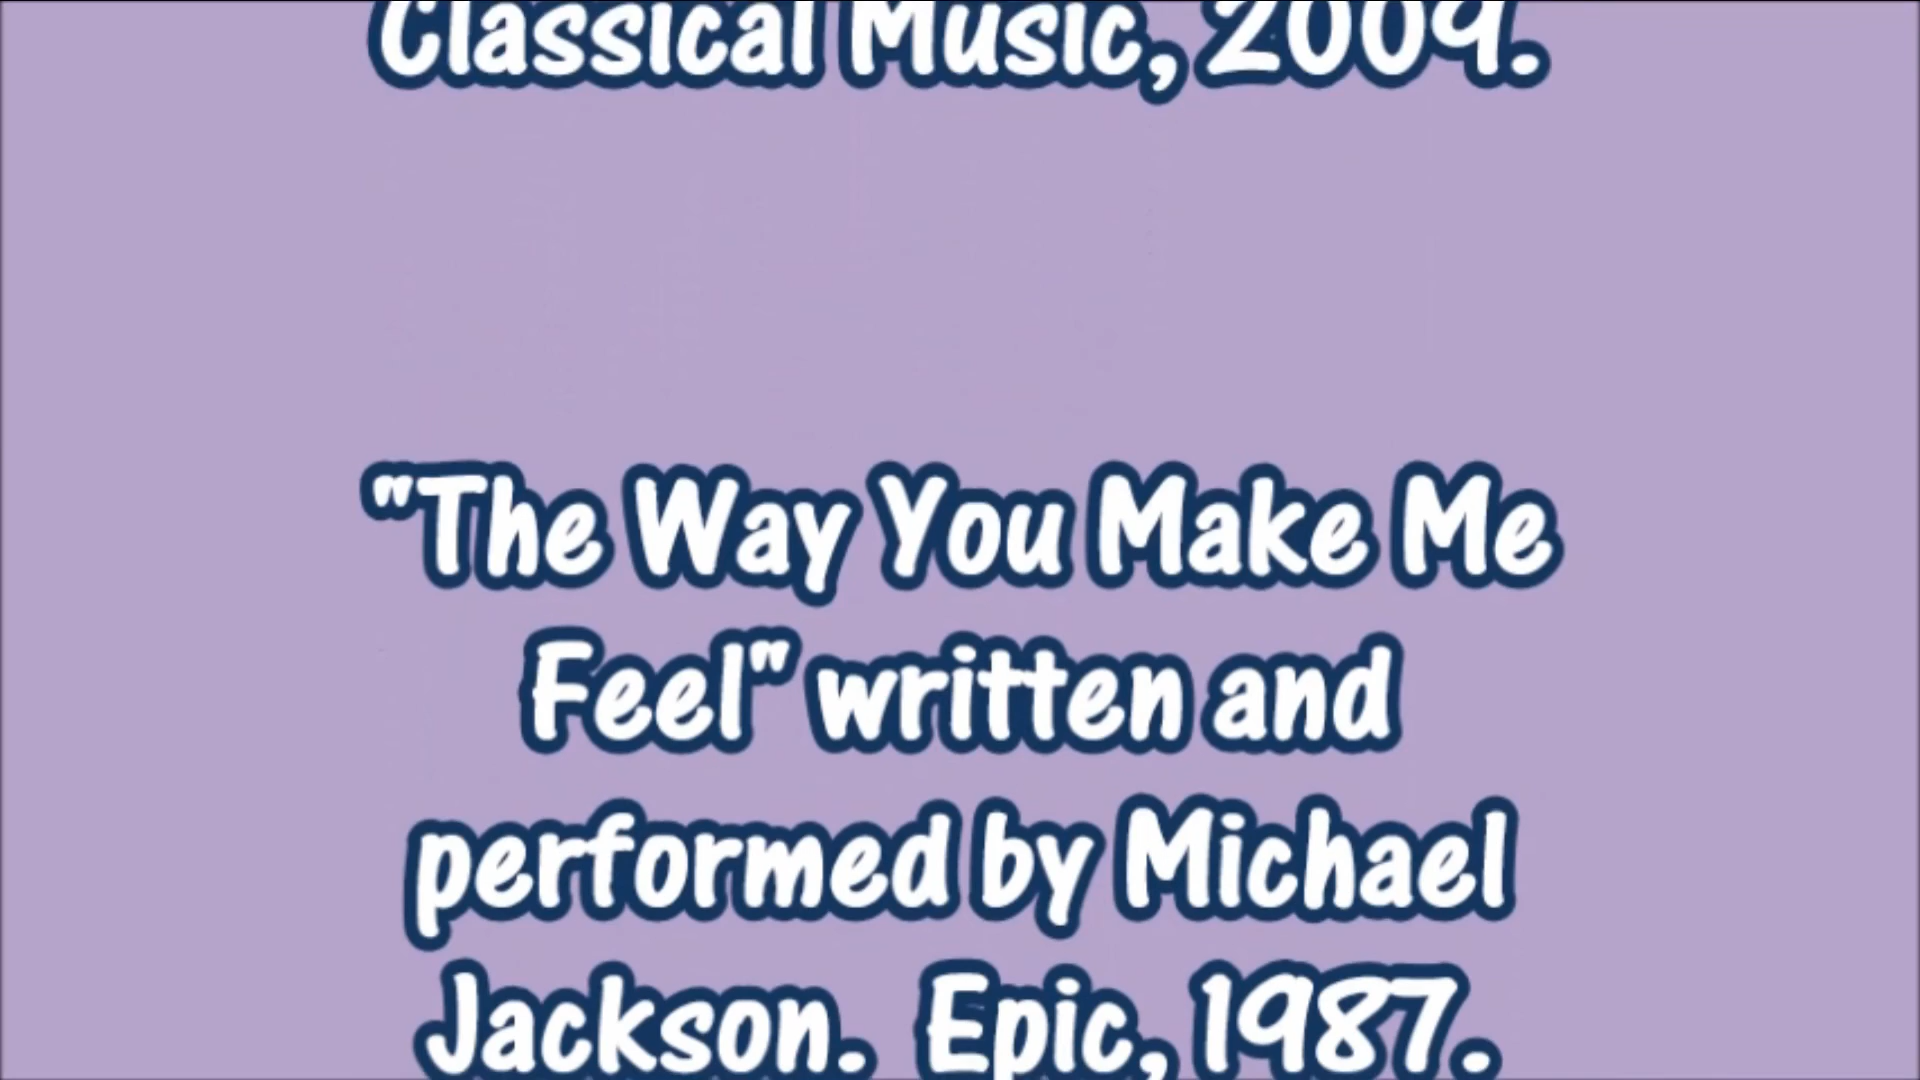 Classical Music, 2009.
"The Way You Make Me
Feel" written and
performed by Michael
Jackson.  Epic, 1987.